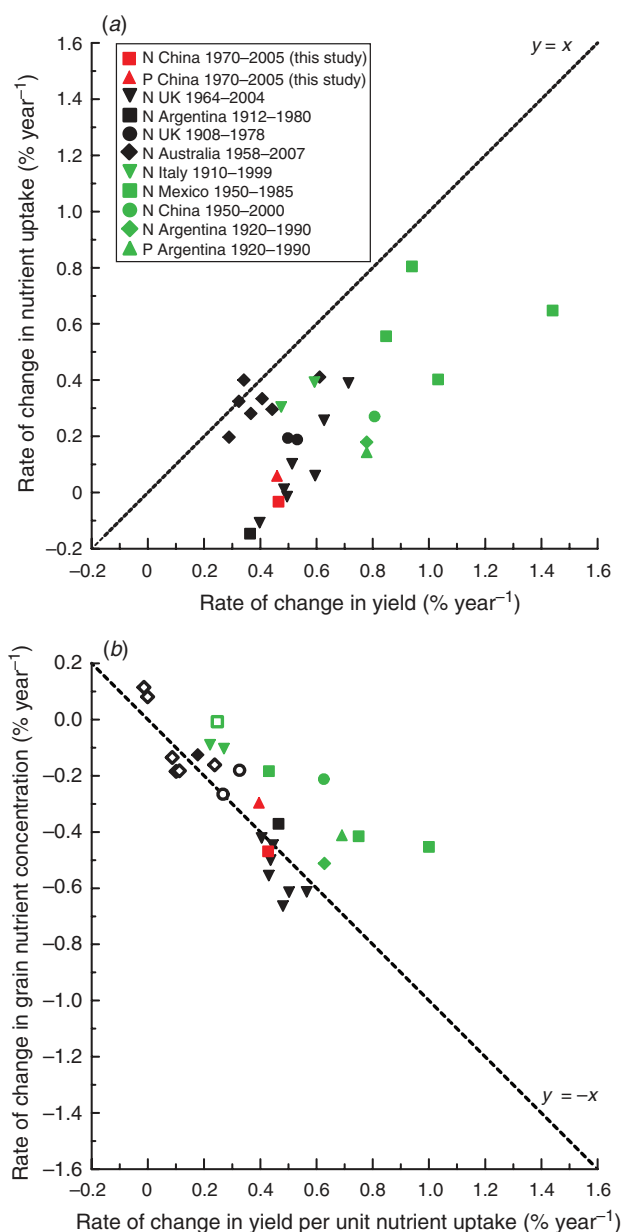 (a)
y = x
N China 1970–2005 (this study)
P China 1970–2005 (this study)
N UK 1964–2004
N Argentina 1912–1980
N UK 1908–1978
N Australia 1958–2007
N Italy 1910–1999
N Mexico 1950–1985
N China 1950–2000
N Argentina 1920–1990
P Argentina 1920–1990
Rate of change in nutrient uptake (% year–1)
1.6
1.4
1.2
1.0
0.8
0.6
0.4
0.2
0
–0.2
–0.2 0 0.2 0.4 0.6 0.8 1.0 1.2 1.4 1.6
Rate of change in yield (% year–1)
(b)
Rate of change in grain nutrient concentration (% year–1)
0.2
0.0
–0.2
–0.4
–0.6
–0.8
–1.0
–1.2
–1.4
–1.6
y = –x
–0.2 0 0.2 0.4 0.6 0.8 1.0 1.2 1.4 1.6
Rate of change in yield per unit nutrient uptake (% year–1)